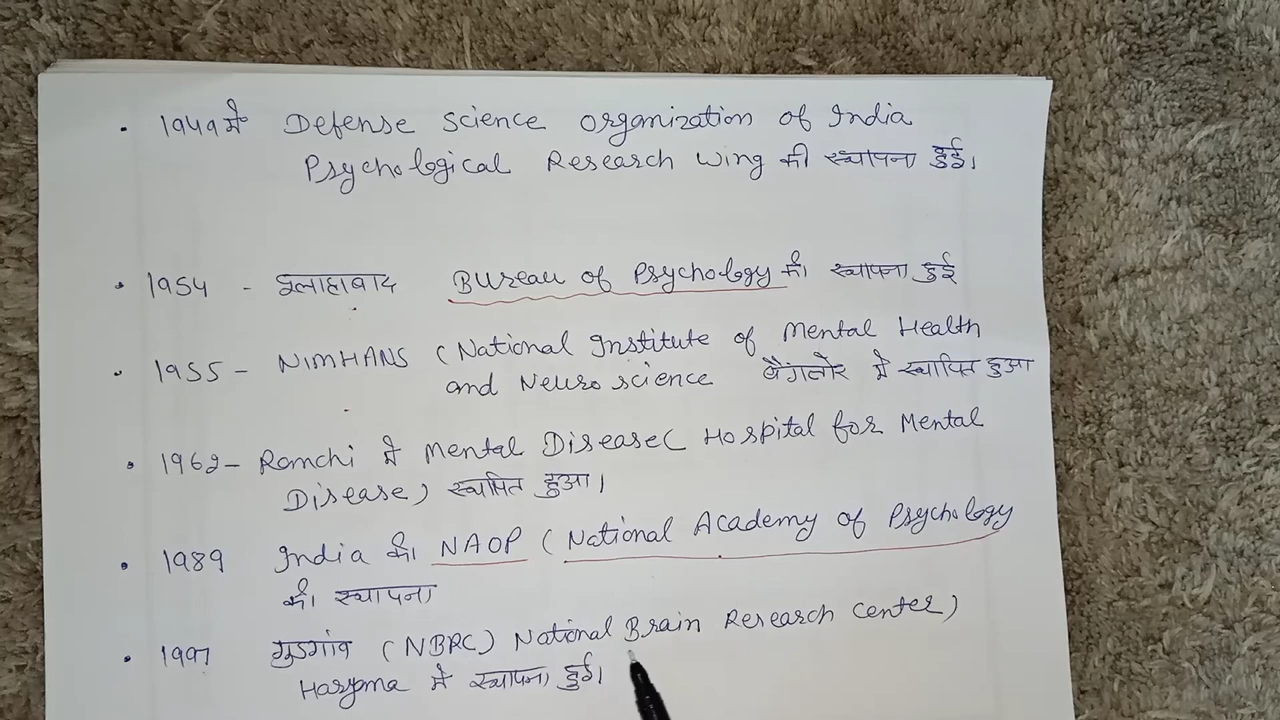 • 1949 में Defense Science Organization of India
Psychological Research Wing की स्थापना हुई।
• 1954 - इलाहाबाद Bureau of Psychology की स्थापना हुई
• 1955 - NIMHANS (National Institute of Mental Health
and Neuro science बैंगलोर में स्थापित हुआ
• 1962 - Ranchi में Mental Disease (Hospital for Mental
Disease) स्थापित हुआ।
• 1989 India की NAOP (National Academy of Psychology
की स्थापना
• 1997 गुडगांव (NBRC) National Brain Research Center)
Haryana में स्थापना हुई।